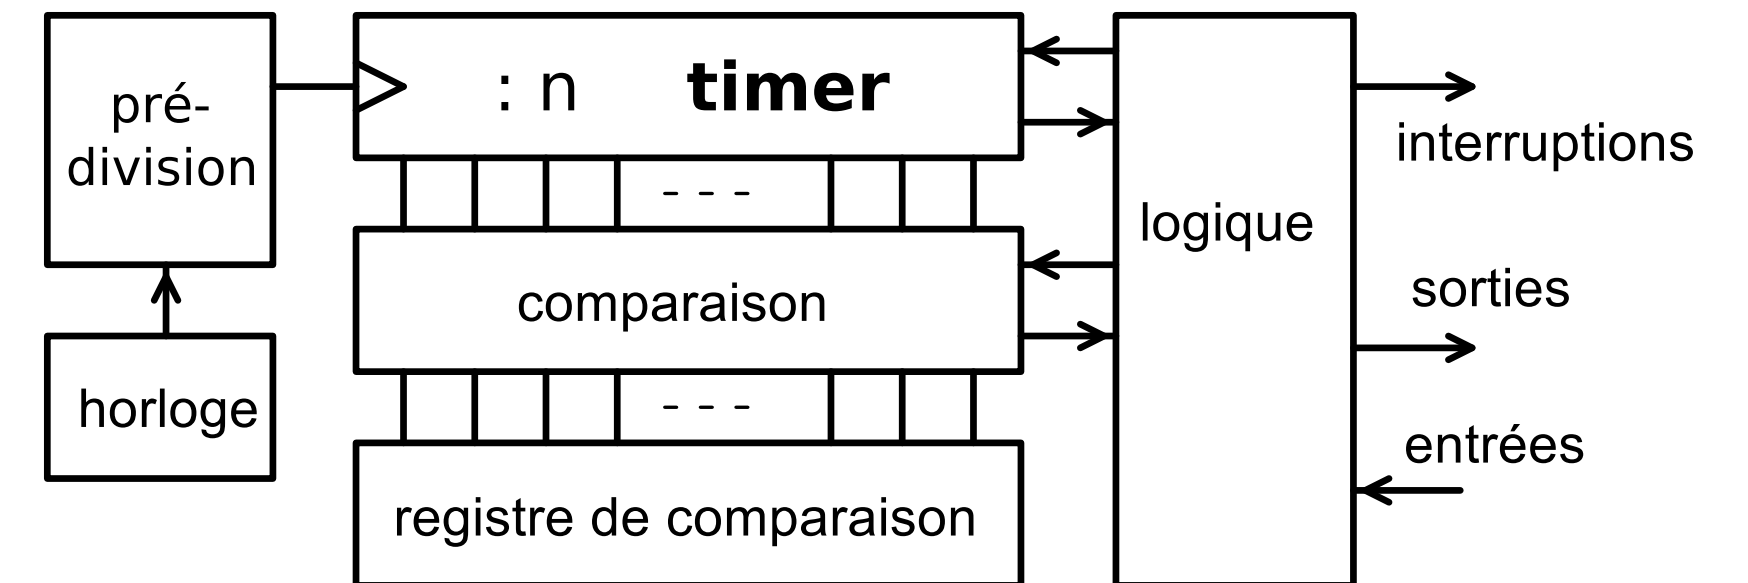 pré-
division
: n timer
- - -
comparaison
- - -
registre de comparaison
horloge
logique
interruptions
sorties
entrées